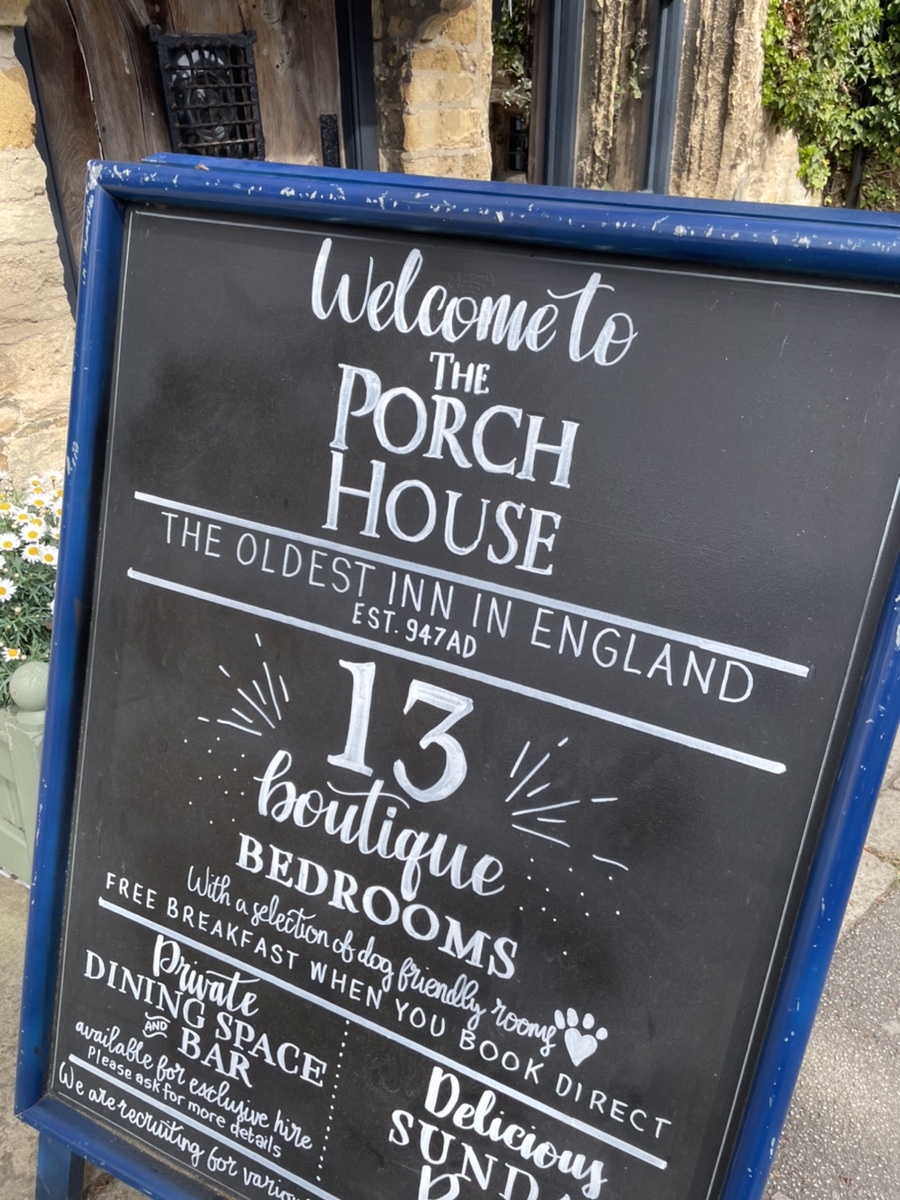 Welcome to
THE
PORCH
HOUSE
THE OLDEST INN IN ENGLAND
EST. 947AD
13
boutique
BEDROOMS
With a selection of dog friendly rooms
FREE BREAKFAST WHEN YOU BOOK DIRECT
Private
DINING SPACE
AND
BAR
available for exclusive hire
Please ask for more details
We are recruiting for
Delicious